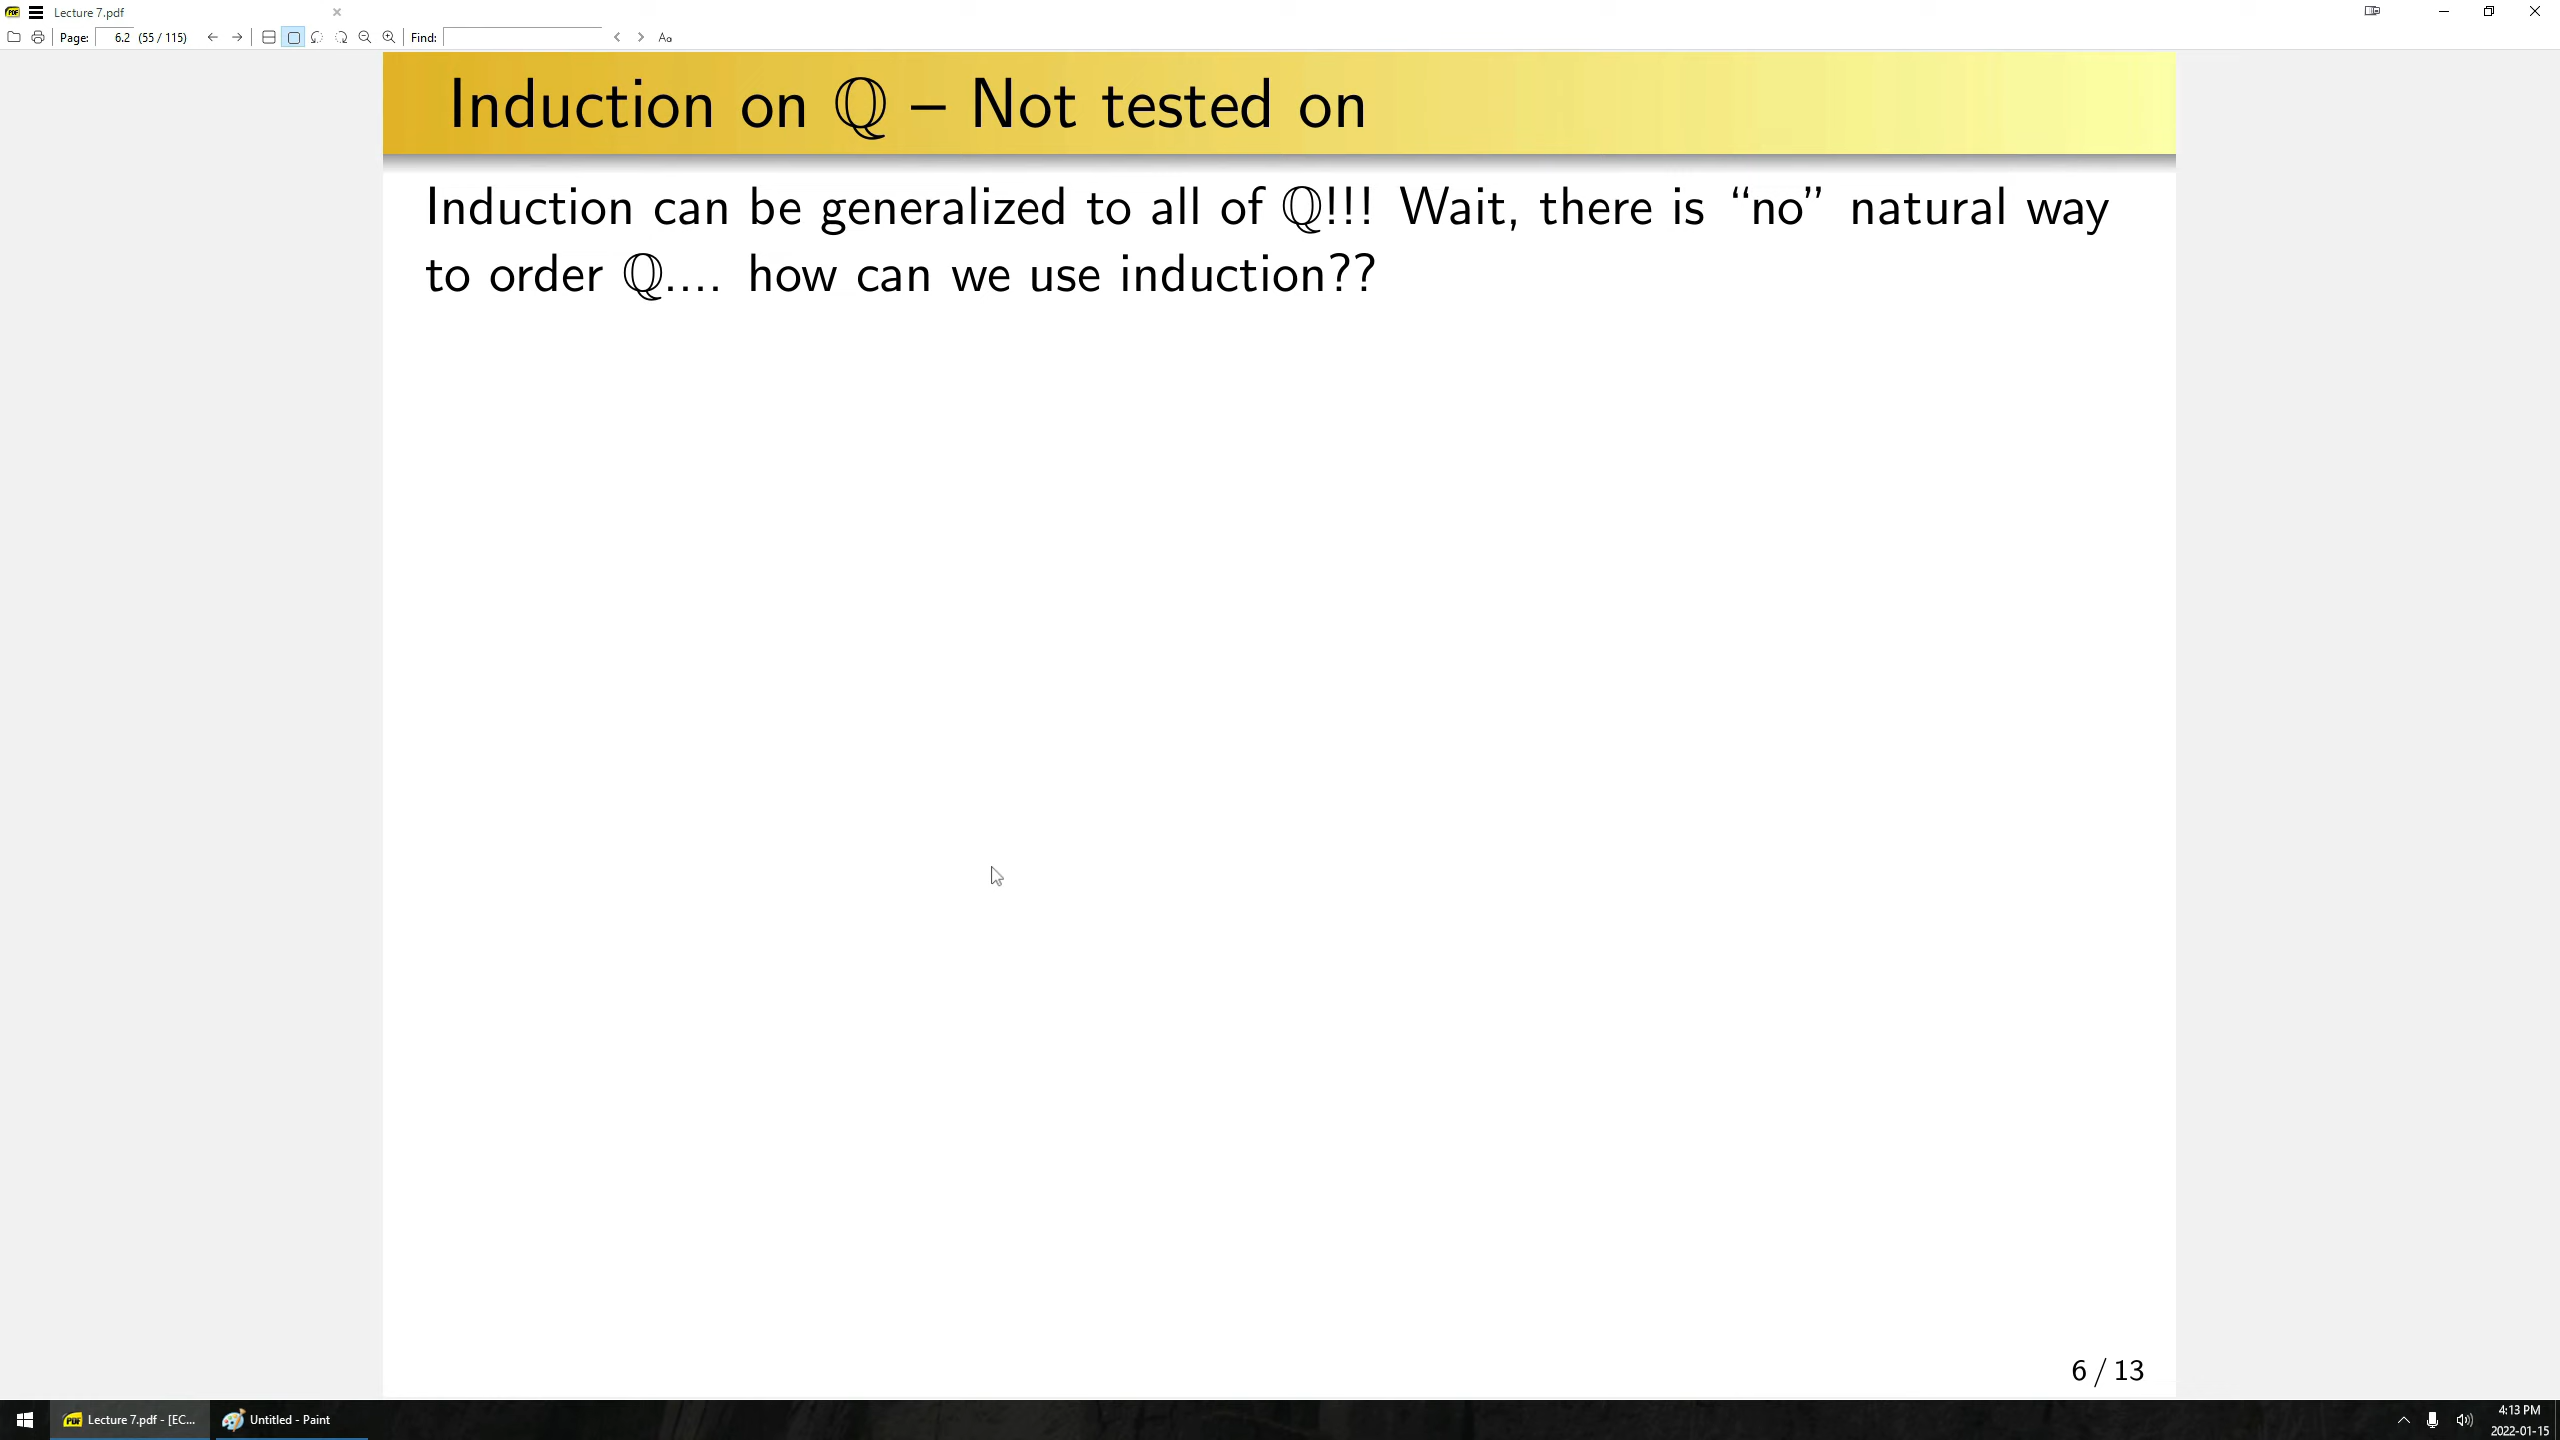 Lecture 7.pdf
Page: 6.2 (55 / 115) Find: Aa
Induction on ℚ – Not tested on
Induction can be generalized to all of ℚ!!! Wait, there is “no” natural way
to order ℚ.... how can we use induction??
6 / 13
Lecture 7.pdf - [EC... Untitled - Paint 4:13 PM
2022-01-15